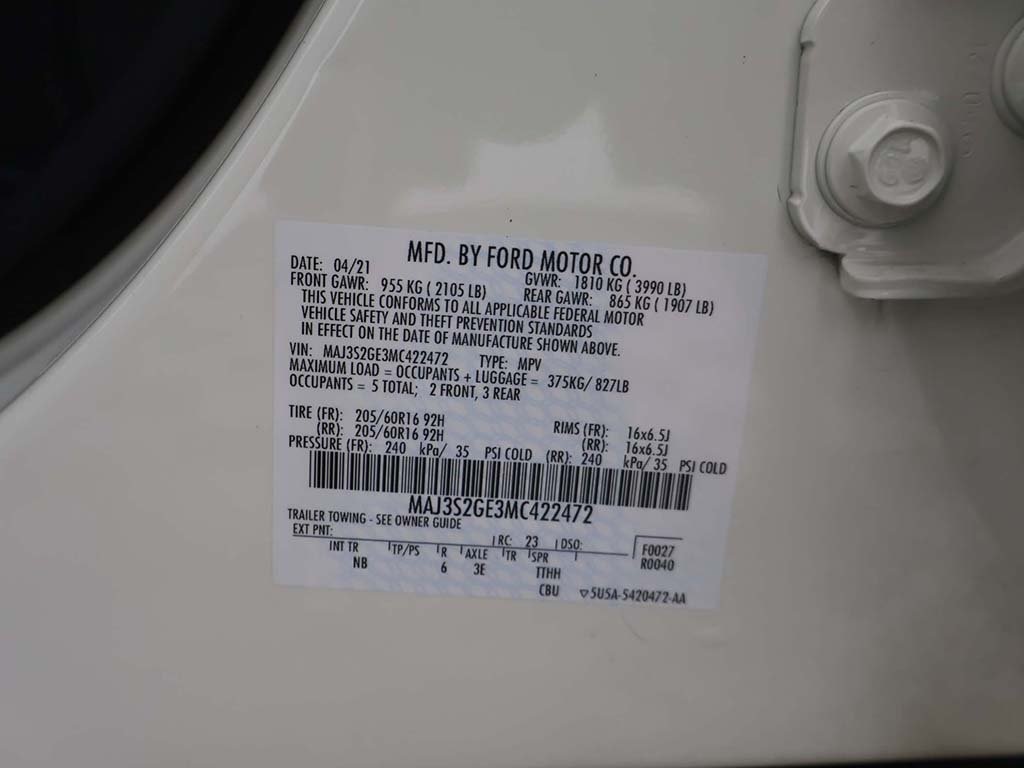 MFD. BY FORD MOTOR CO.
DATE: 04/21 GVWR: 1810 KG ( 3990 LB)
FRONT GAWR: 955 KG ( 2105 LB) REAR GAWR: 865 KG ( 1907 LB)
THIS VEHICLE CONFORMS TO ALL APPLICABLE FEDERAL MOTOR
VEHICLE SAFETY AND THEFT PREVENTION STANDARDS
IN EFFECT ON THE DATE OF MANUFACTURE SHOWN ABOVE.
VIN: MAJ3S2GE3MC422472 TYPE: MPV
MAXIMUM LOAD = OCCUPANTS + LUGGAGE = 375KG/ 827LB
OCCUPANTS = 5 TOTAL; 2 FRONT, 3 REAR
TIRE (FR): 205/60R16 92H RIMS (FR): 16x6.5J
(RR): 205/60R16 92H (RR): 16x6.5J
PRESSURE (FR): 240 kPa/ 35 PSI COLD (RR): 240 kPa/ 35 PSI COLD
MAJ3S2GE3MC422472
TRAILER TOWING - SEE OWNER GUIDE
EXT PNT: RC: 23 DSO: F0027
INT TR TP/PS R AXLE TR SPR R0040
NB 6 3E TTHH
CBU ▽5U5A-5420472-AA